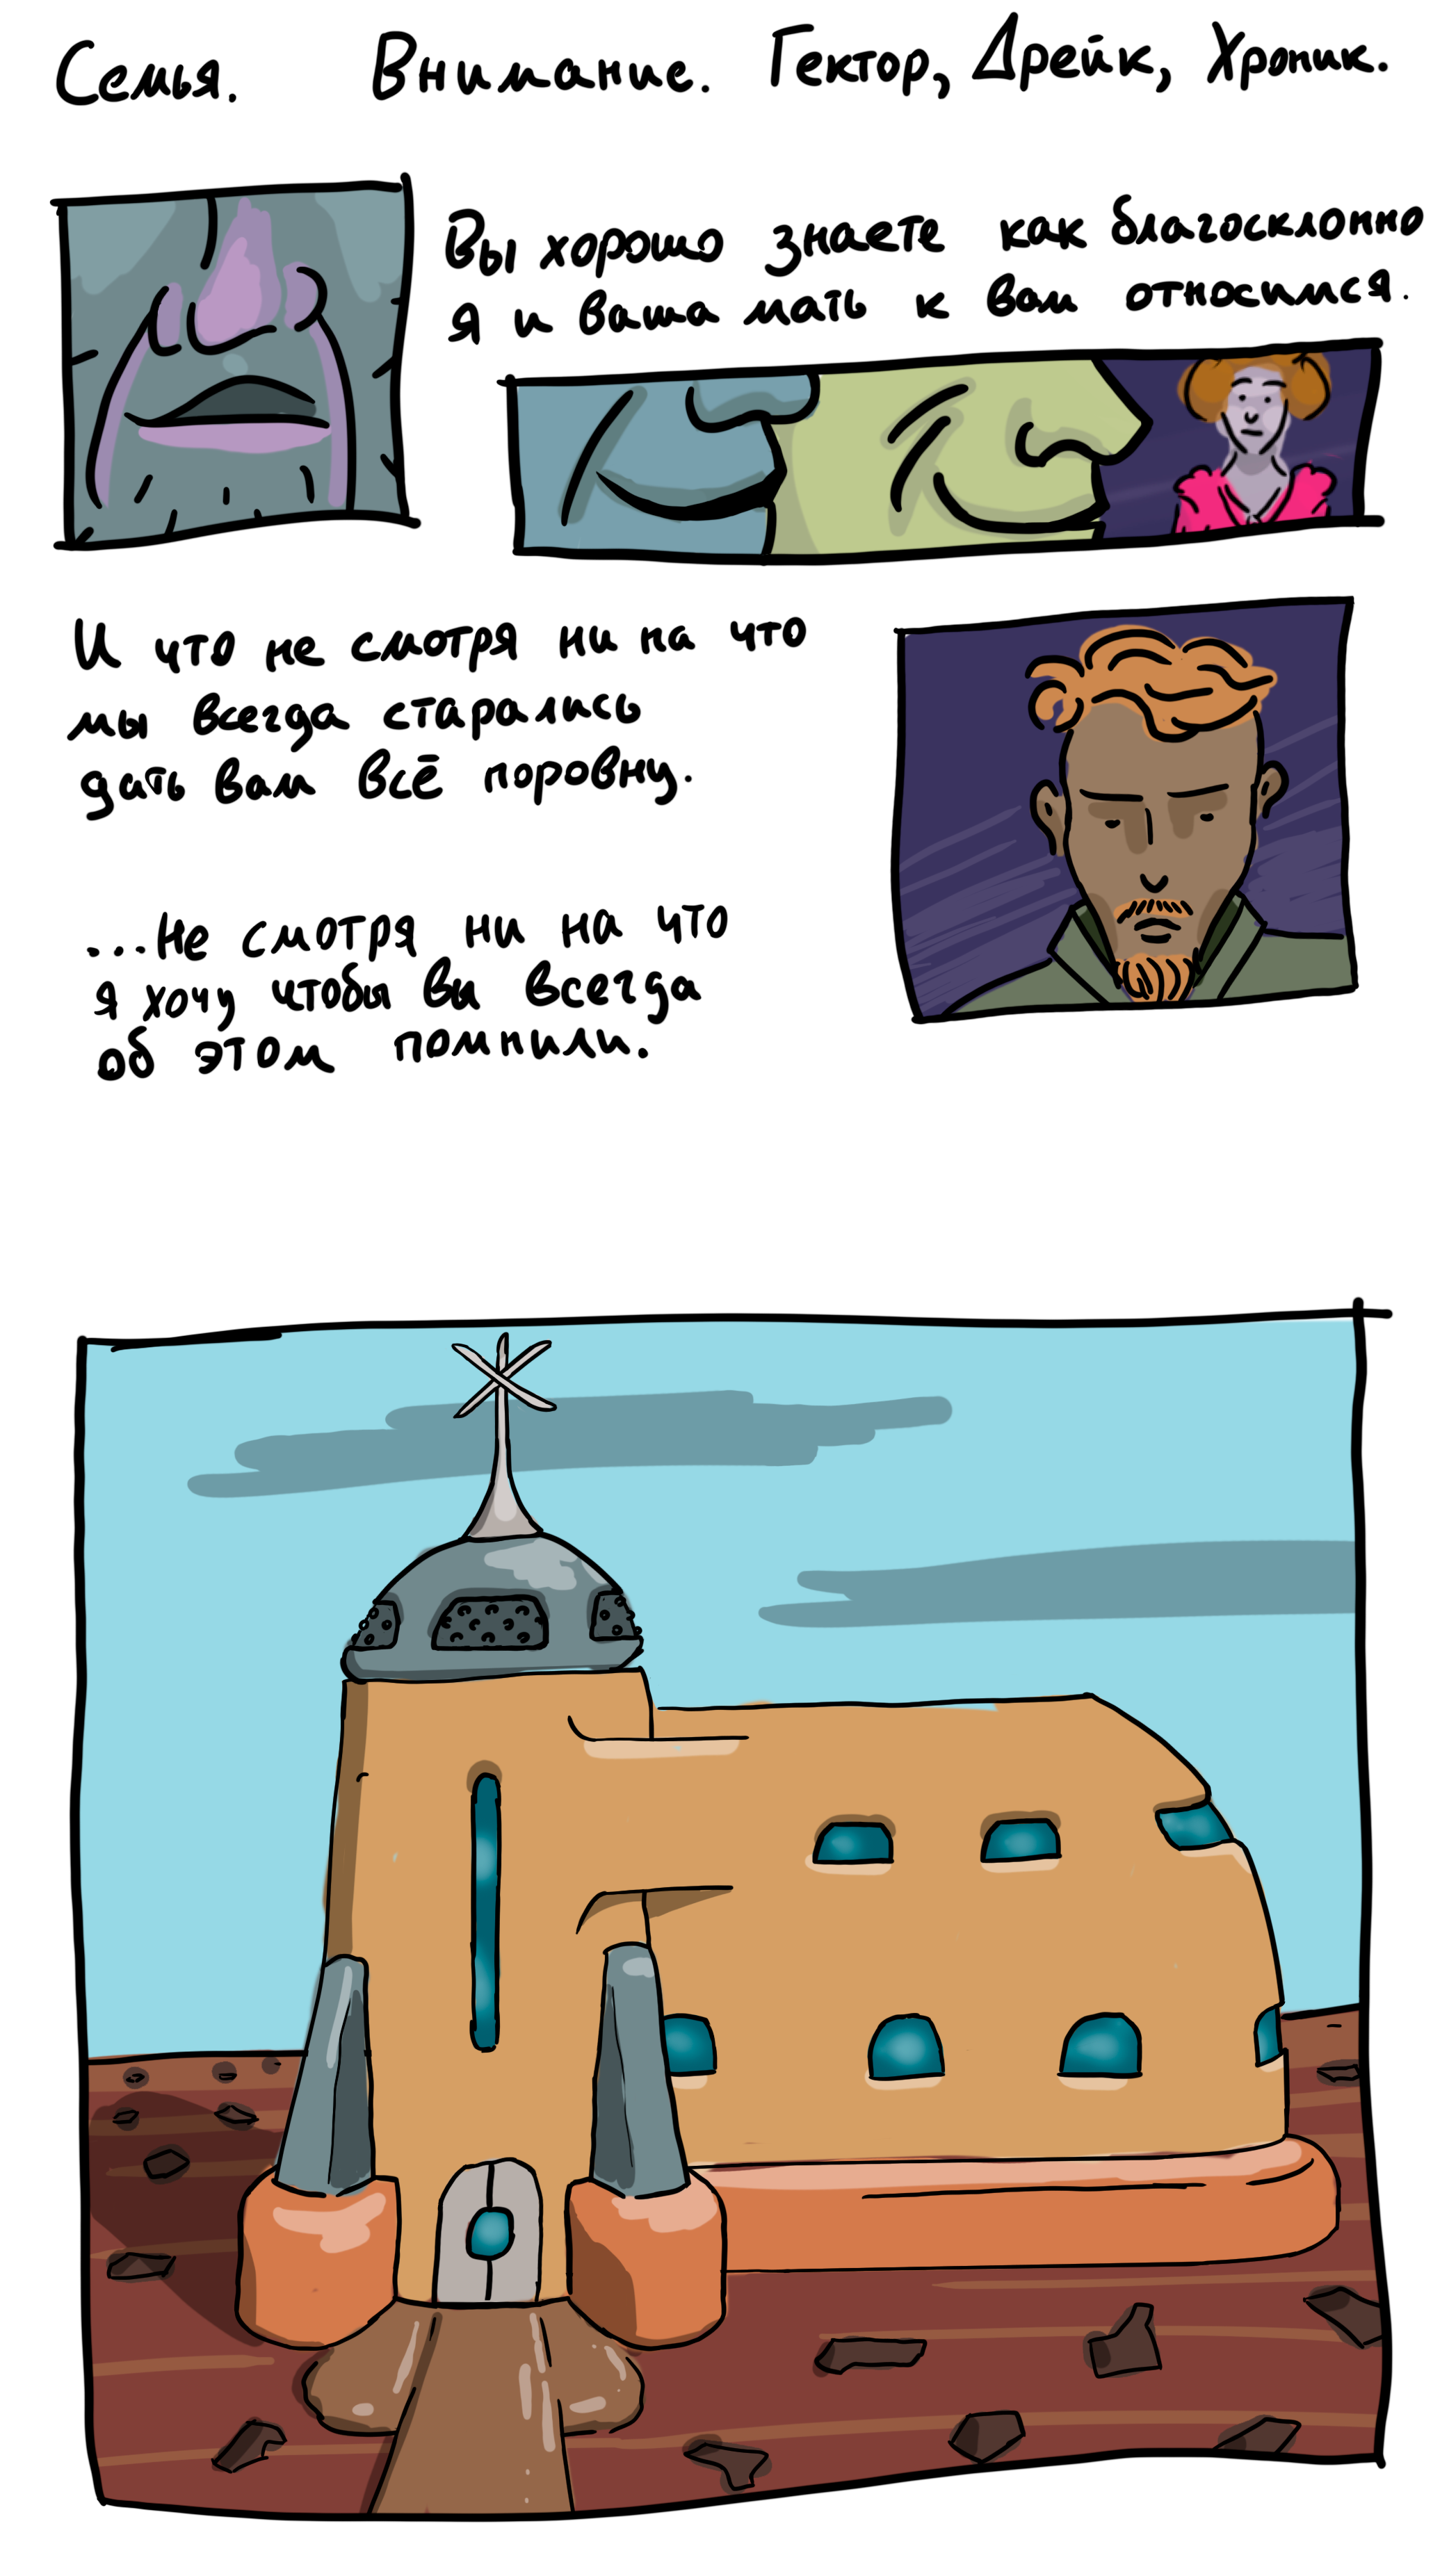 Семья. Внимание. Гектор, Дрейк, Хроник.
Вы хорошо знаете как благосклонно
я и ваша мать к вам относимся.
И что не смотря ни на что
мы всегда старались
дать вам всё поровну.
...Не смотря ни на что
я хочу чтобы вы всегда
об этом помнили.